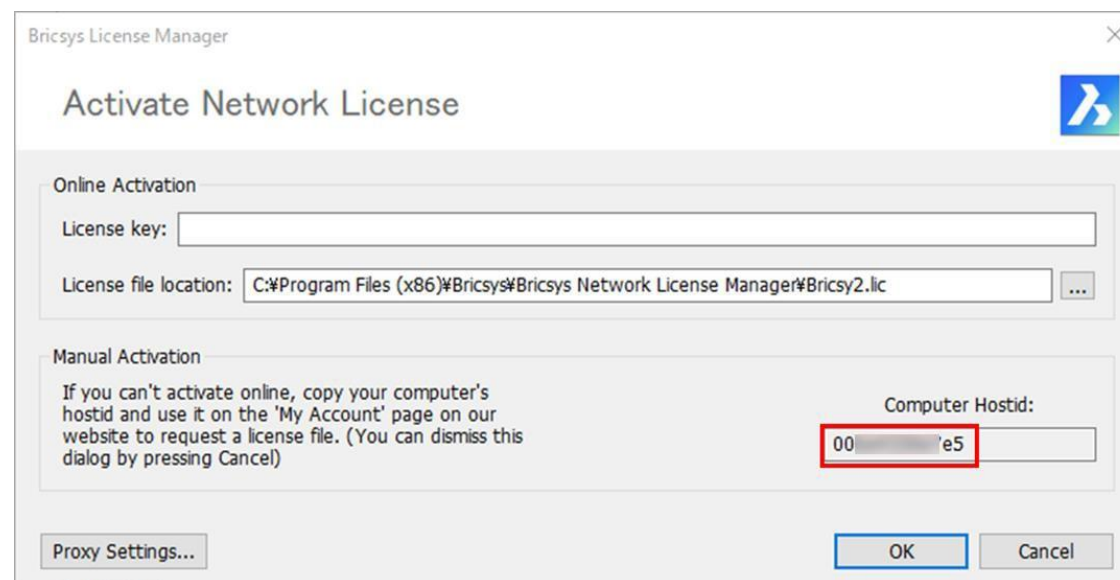 Bricsys License Manager
Activate Network License
Online Activation
License key:
License file location: C:¥Program Files (x86)¥Bricsys¥Bricsys Network License Manager¥Bricsy2.lic ...
Manual Activation
If you can't activate online, copy your computer's
hostid and use it on the 'My Account' page on our
website to request a license file. (You can dismiss this
dialog by pressing Cancel)
Computer Hostid:
00 e5
Proxy Settings... OK Cancel